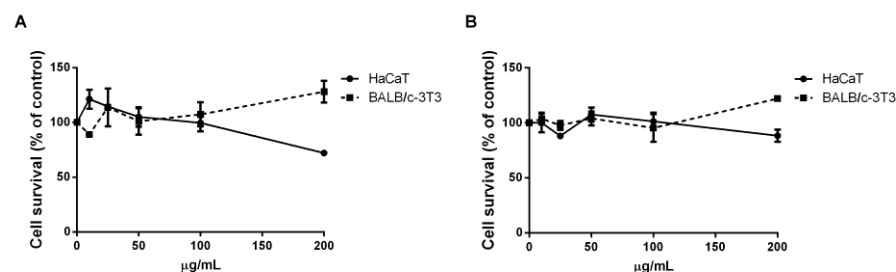 A
Cell survival (% of control)
150
100
50
0
0
50
100
150
200
µg/mL
HaCaT
BALB/c-3T3
B
Cell survival (% of control)
150
100
50
0
0
50
100
150
200
µg/mL
HaCaT
BALB/c-3T3